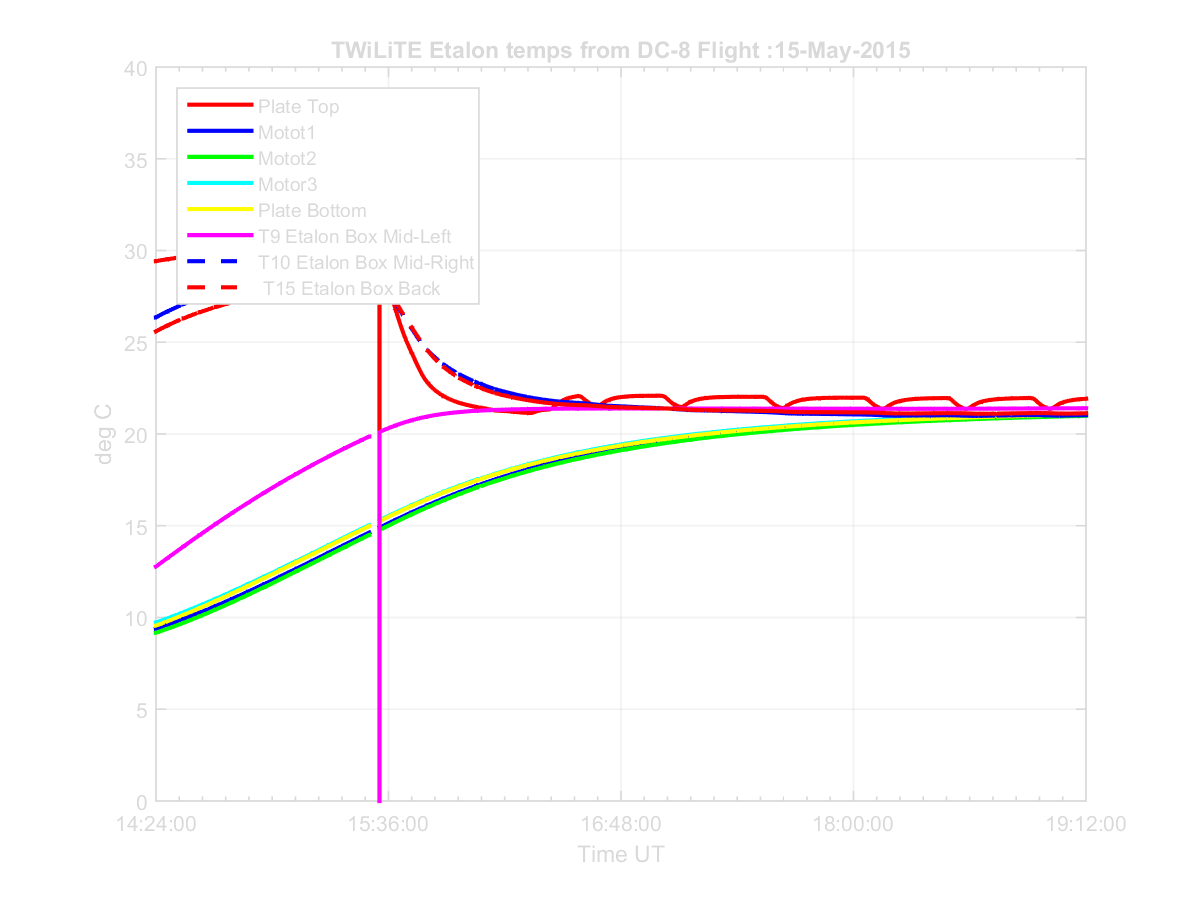 TWiLiTE Etalon temps from DC-8 Flight :15-May-2015
40
35
30
25
20
15
10
5
0
deg C
Plate Top
Motot1
Motot2
Motor3
Plate Bottom
T9 Etalon Box Mid-Left
T10 Etalon Box Mid-Right
T15 Etalon Box Back
14:24:00 15:36:00 16:48:00 18:00:00 19:12:00
Time UT